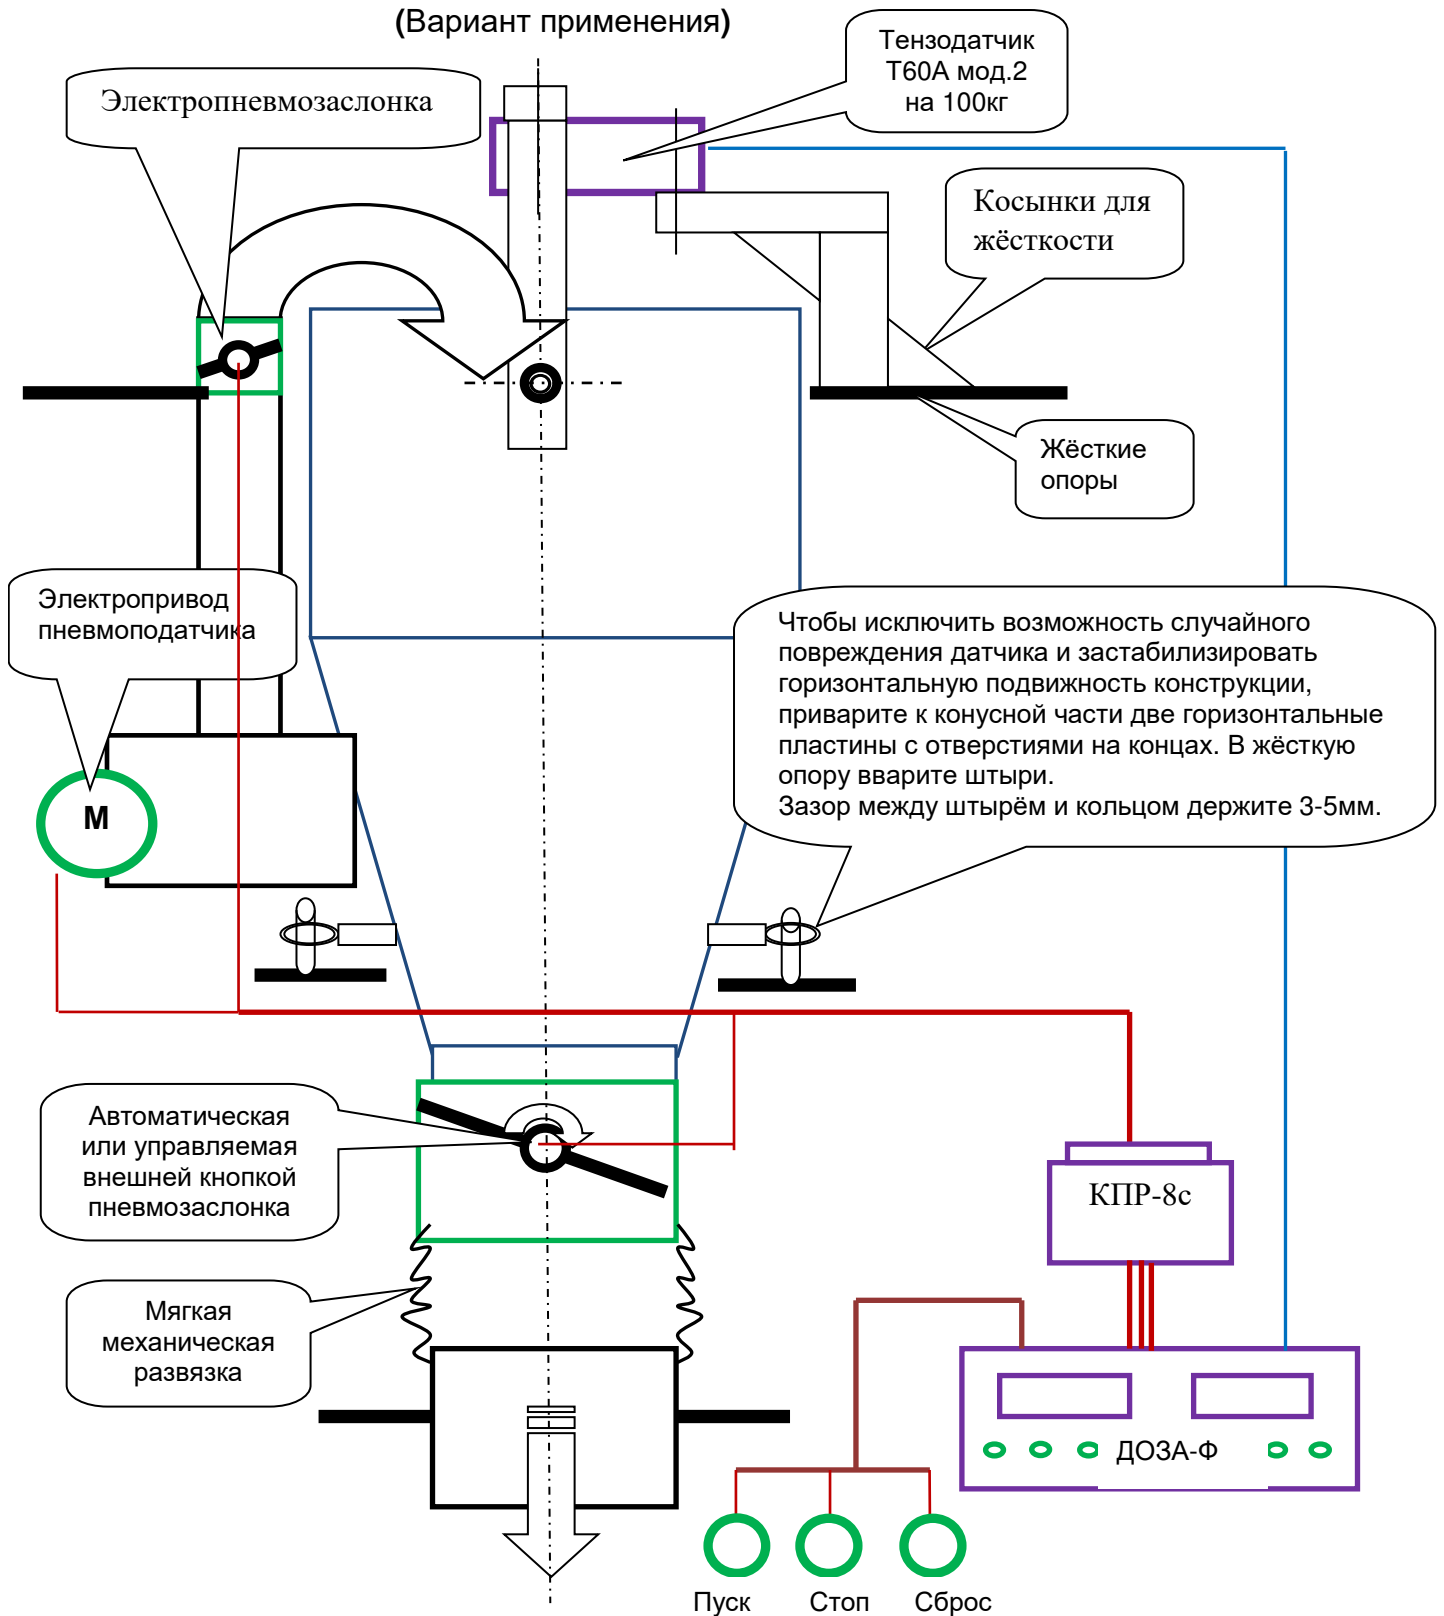 (Вариант применения)
Тензодатчик
Т60А мод.2
на 100кг
Электропневмозаслонка
Косынки для
жёсткости
Жёсткие
опоры
Электропривод
пневмоподатчика
Чтобы исключить возможность случайного
повреждения датчика и застабилизировать
горизонтальную подвижность конструкции,
приварите к конусной части две горизонтальные
пластины с отверстиями на концах. В жёсткую
опору вварите штыри.
Зазор между штырём и кольцом держите 3-5мм.
М
Автоматическая
или управляемая
внешней кнопкой
пневмозаслонка
КПР-8с
Мягкая
механическая
развязка
ДОЗА-Ф
Пуск
Стоп
Сброс